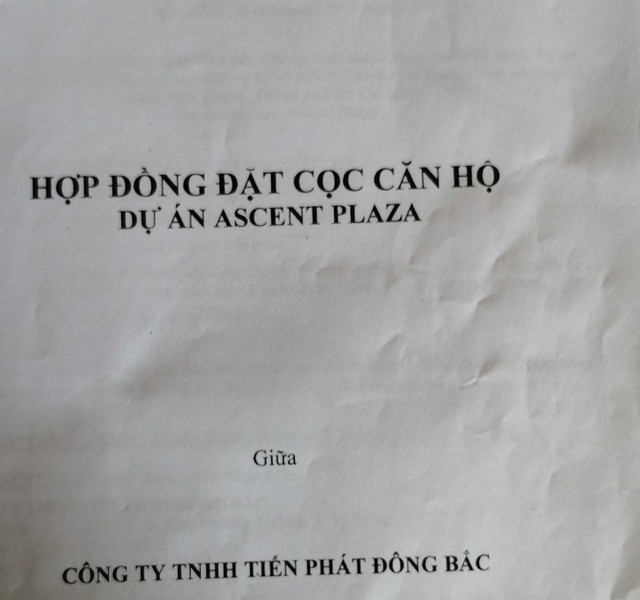 HỢP ĐỒNG ĐẶT CỌC CĂN HỘ
DỰ ÁN ASCENT PLAZA
Giữa
CÔNG TY TNHH TIẾN PHÁT ĐÔNG BẮC